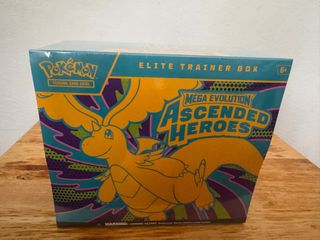 Pokémon
TRADING CARD GAME
ELITE TRAINER BOX
6+
MEGA EVOLUTION
ASCENDED HEROES
WARNING: